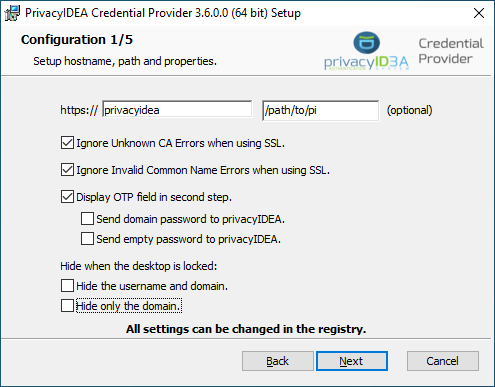 PrivacyIDEA Credential Provider 3.6.0.0 (64 bit) Setup
Configuration 1/5
Setup hostname, path and properties.
privacyID3A
AUTHENTICATION SYSTEM
Credential
Provider
https:// privacyidea /path/to/pi (optional)
Ignore Unknown CA Errors when using SSL.
Ignore Invalid Common Name Errors when using SSL.
Display OTP field in second step.
Send domain password to privacyIDEA.
Send empty password to privacyIDEA.
Hide when the desktop is locked:
Hide the username and domain.
Hide only the domain.
All settings can be changed in the registry.
Back Next Cancel